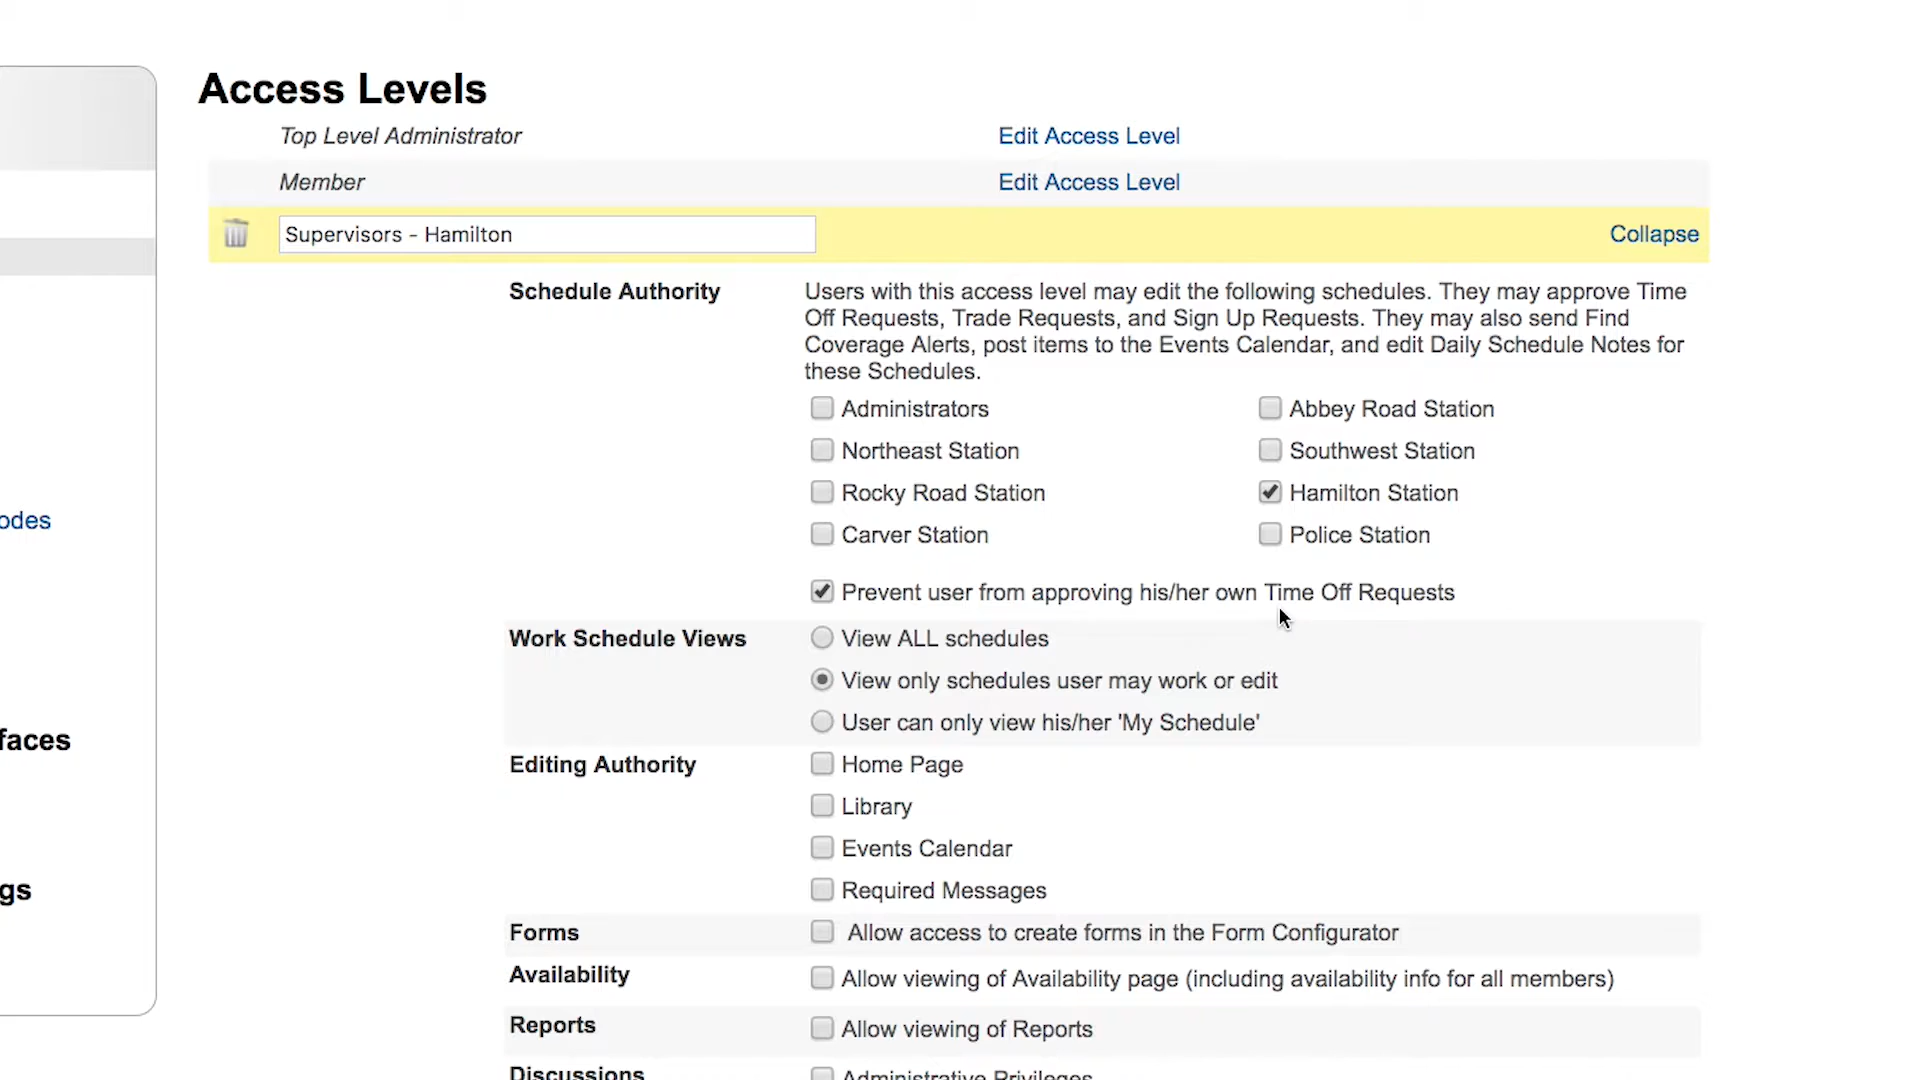 Access Levels
Top Level Administrator Edit Access Level
Member Edit Access Level
Supervisors - Hamilton Collapse
Schedule Authority Users with this access level may edit the following schedules. They may approve Time
Off Requests, Trade Requests, and Sign Up Requests. They may also send Find
Coverage Alerts, post items to the Events Calendar, and edit Daily Schedule Notes for
these Schedules.
Administrators Abbey Road Station
Northeast Station Southwest Station
Rocky Road Station Hamilton Station
odes
Carver Station Police Station
Prevent user from approving his/her own Time Off Requests
Work Schedule Views View ALL schedules
View only schedules user may work or edit
User can only view his/her 'My Schedule'
faces
Editing Authority Home Page
Library
Events Calendar
gs
Required Messages
Forms Allow access to create forms in the Form Configurator
Availability Allow viewing of Availability page (including availability info for all members)
Reports Allow viewing of Reports
Discussions Administrative Privileges